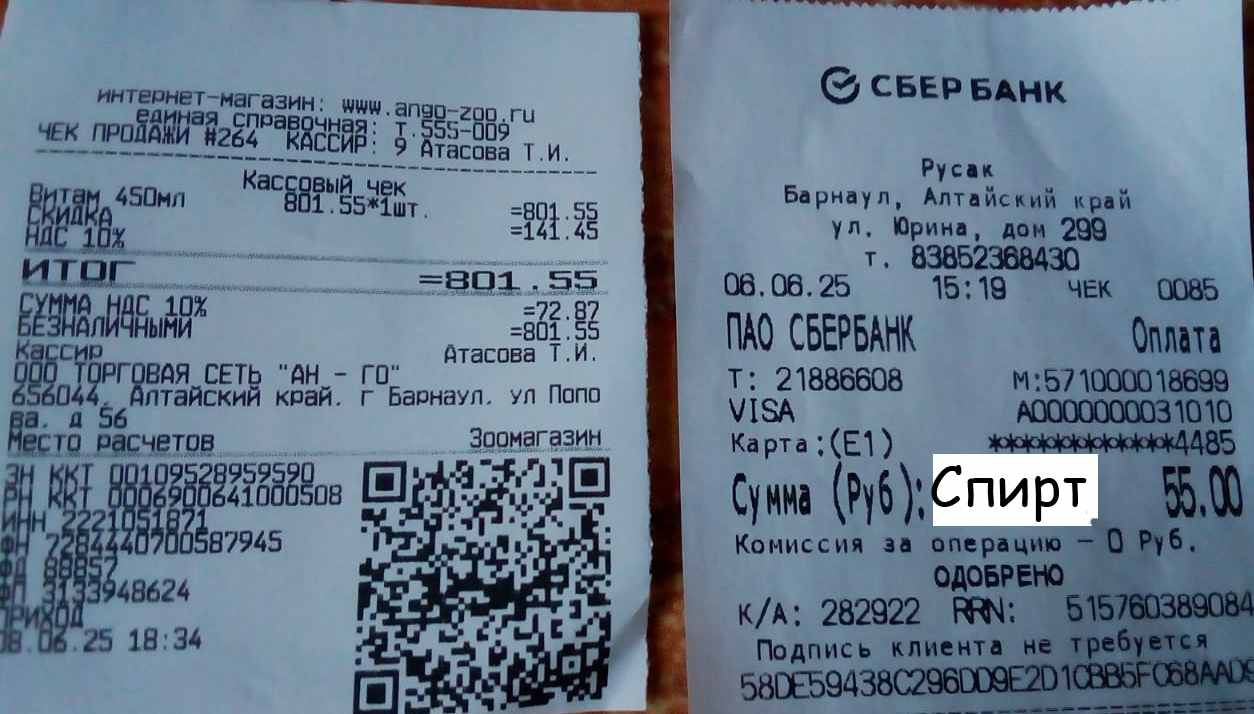 интернет-магазин: www.ango-zoo.ru
единая справочная: т.555-009
ЧЕК ПРОДАЖИ #264 КАССИР: 9 Атасова Т.И.
Кассовый чек
Витам 450мл 801.55*1шт. =801.55
СКИДКА =141.45
НДС 10%
ИТОГ =801.55
СУММА НДС 10% =72.87
БЕЗНАЛИЧНЫМИ =801.55
Кассир Атасова Т.И.
ООО ТОРГОВАЯ СЕТЬ "АН - ГО"
656044, Алтайский край, г Барнаул, ул Попо
ва, д 56
Место расчетов Зоомагазин
ЗН ККТ 00109528959590
РН ККТ 0006900641000508
ИНН 2221051871
ФН 7284440700587945
ФД 88857
ФП 3133948624
ПРИХОД
08.06.25 18:34
СБЕР БАНК
Русак
Барнаул, Алтайский край
ул. Юрина, дом 299
т. 83852368430
06.06.25 15:19 ЧЕК 0085
ПАО СБЕРБАНК Оплата
Т: 21886608 М:571000018699
VISA A0000000031010
Карта:(E1) ************4485
Сумма (Руб): Спирт 55.00
Комиссия за операцию – 0 Руб.
ОДОБРЕНО
К/А: 282922 RRN: 515760389084
Подпись клиента не требуется
58DE59438C296DD9E2D1CBB5FC68AAD9